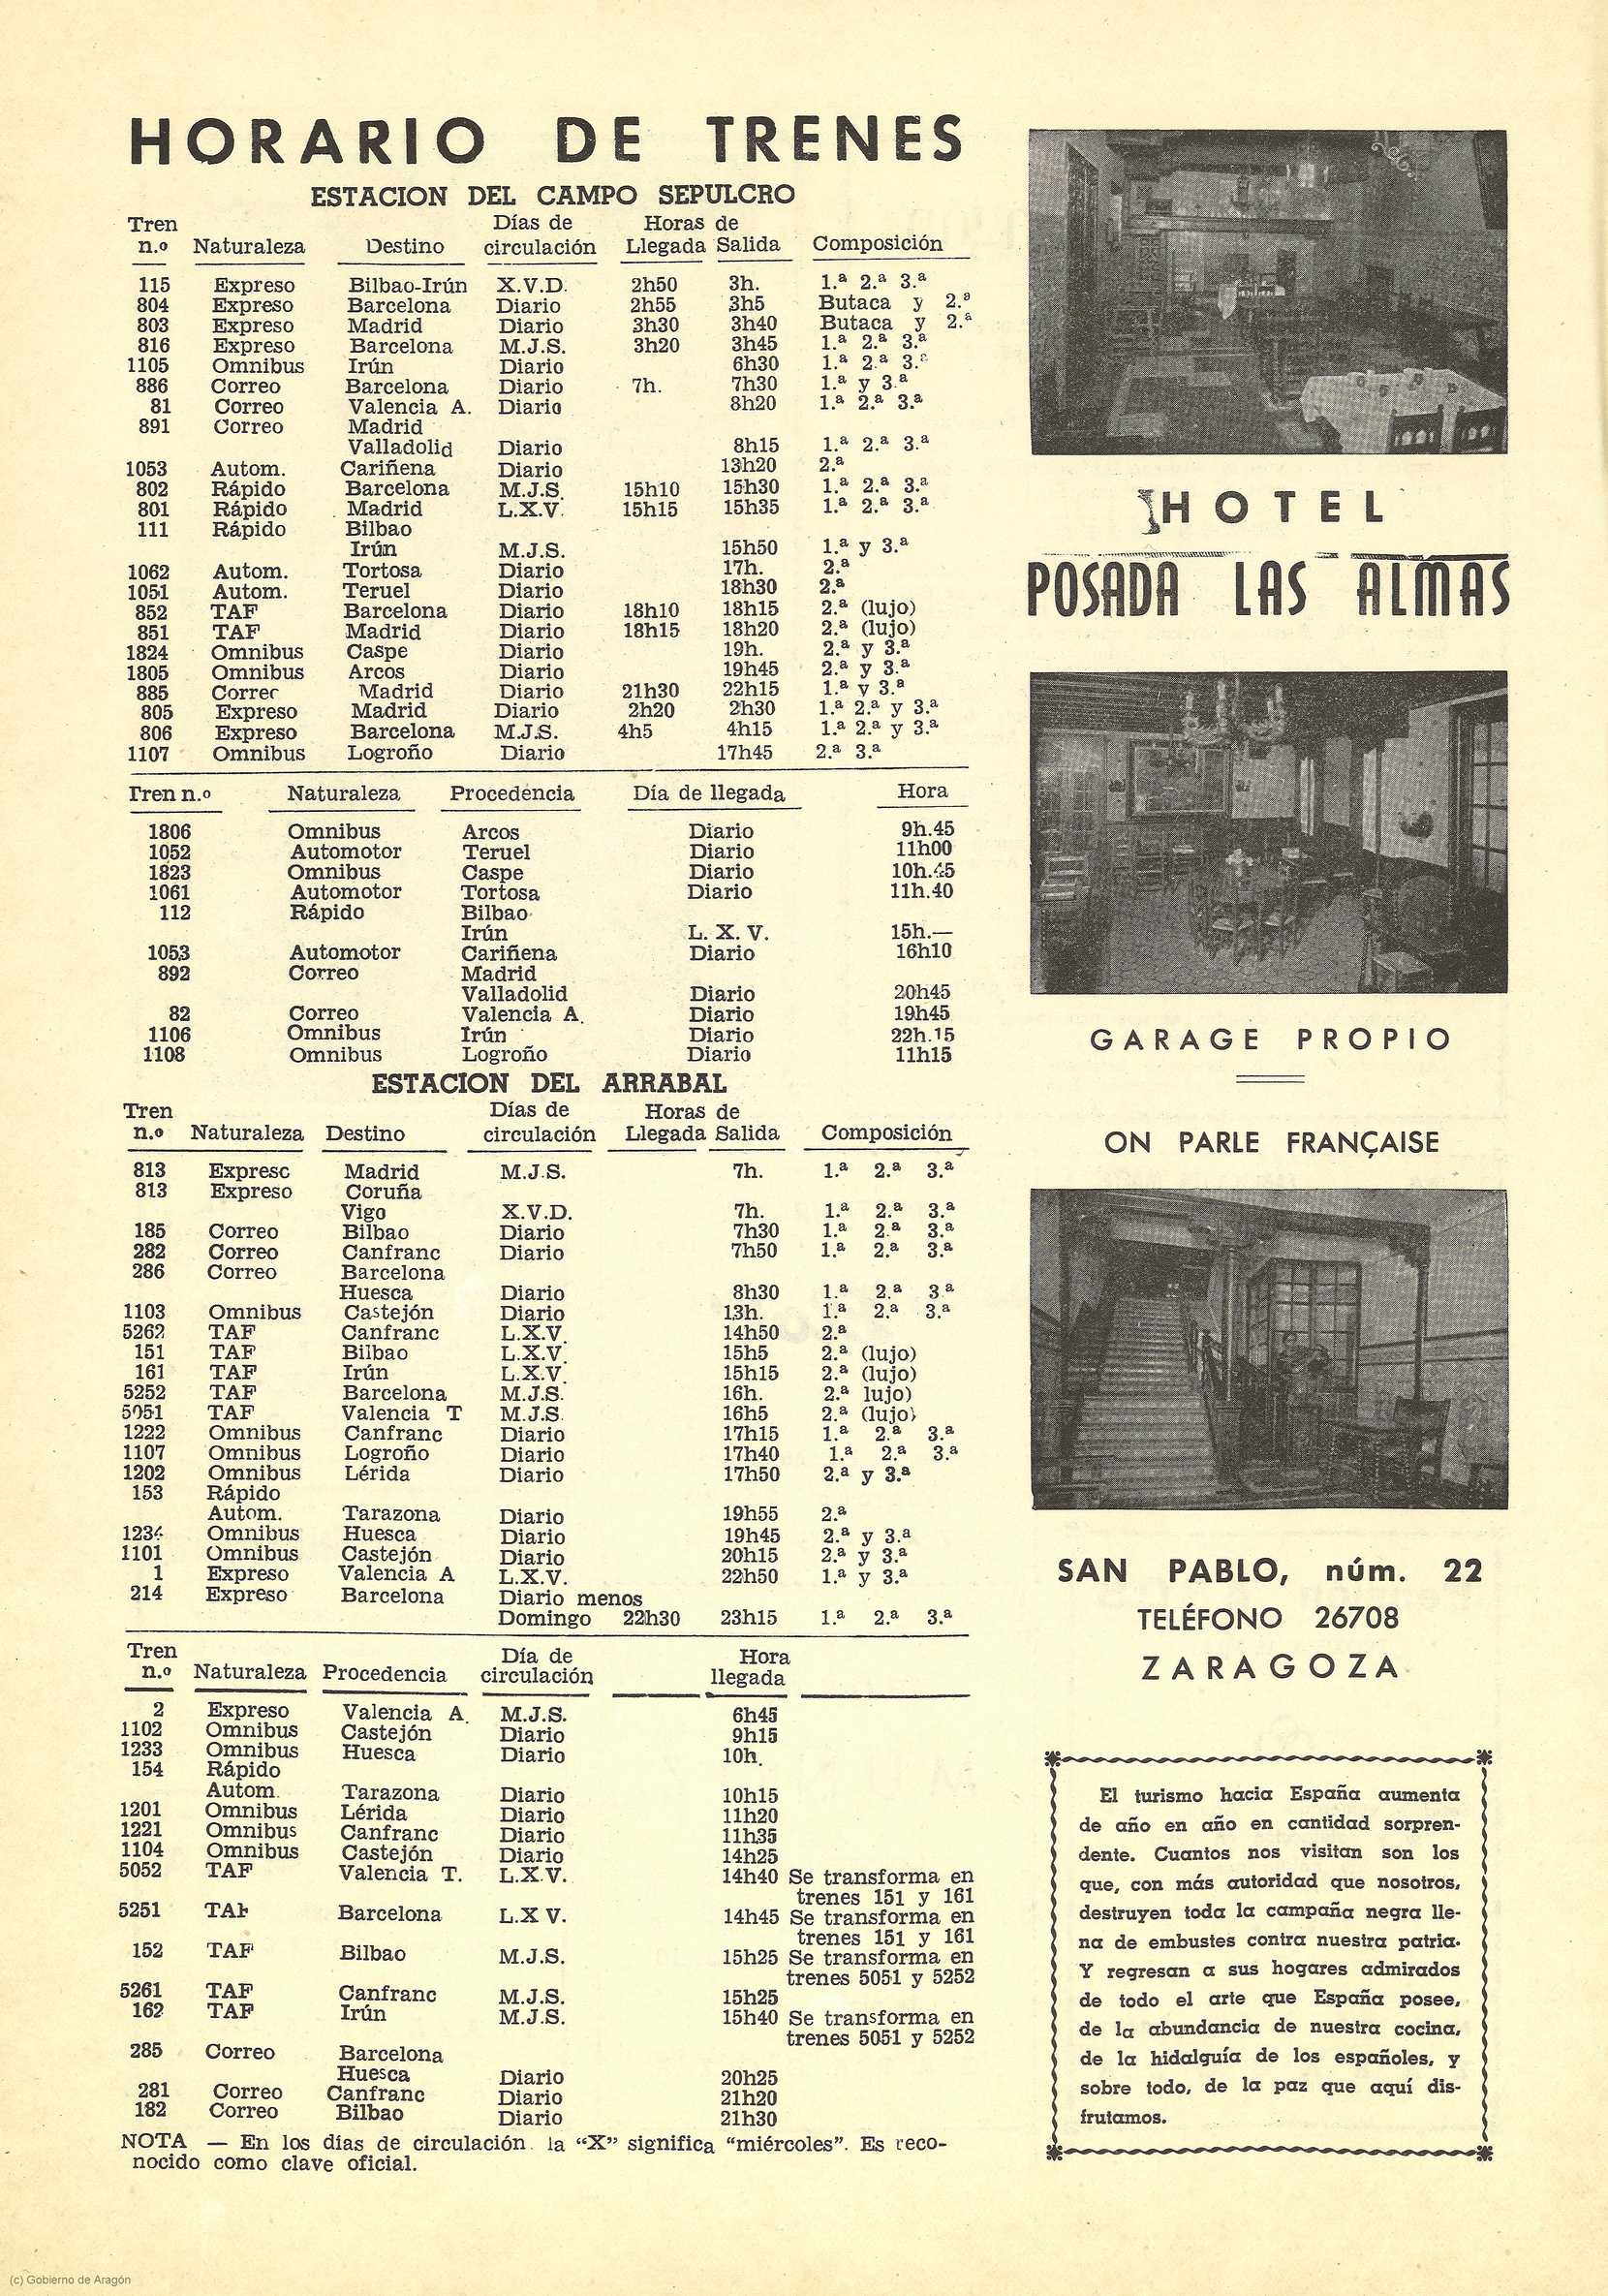 HORARIO DE TRENES
ESTACION DEL CAMPO SEPULCRO
Tren n.º Naturaleza Destino Días de circulación Horas de Llegada Salida Composición
115 Expreso Bilbao-Irún X.V.D. 2h50 3h. 1.ª 2.ª 3.ª
804 Expreso Barcelona Diario 2h55 3h5 Butaca y 2.ª
803 Expreso Madrid Diario 3h30 3h40 Butaca y 2.ª
816 Expreso Barcelona M.J.S. 3h20 3h45 1.ª 2.ª 3.ª
1105 Omnibus Irún Diario 6h30 1.ª 2.ª 3.ª
886 Correo Barcelona Diario 7h. 7h30 1.ª y 3.ª
81 Correo Valencia A. Diario 8h20 1.ª 2.ª 3.ª
891 Correo Madrid
Valladolid Diario 8h15 1.ª 2.ª 3.ª
1053 Autom. Cariñena Diario 13h20 2.ª
802 Rápido Barcelona M.J.S. 15h10 15h30 1.ª 2.ª 3.ª
801 Rápido Madrid L.X.V. 15h15 15h35 1.ª 2.ª 3.ª
111 Rápido Bilbao
Irún M.J.S. 15h50 1.ª y 3.ª
1062 Autom. Tortosa Diario 17h. 2.ª
1051 Autom. Teruel Diario 18h30 2.ª
852 TAF Barcelona Diario 18h10 18h15 2.ª (lujo)
851 TAF Madrid Diario 18h15 18h20 2.ª (lujo)
1824 Omnibus Caspe Diario 19h. 2.ª y 3.ª
1805 Omnibus Arcos Diario 19h45 2.ª y 3.ª
885 Correc Madrid Diario 21h30 22h15 1.ª y 3.ª
805 Expreso Madrid Diario 2h20 2h30 1.ª 2.ª y 3.ª
806 Expreso Barcelona M.J.S. 4h5 4h15 1.ª 2.ª y 3.ª
1107 Omnibus Logroño Diario 17h45 2.ª 3.ª
Tren n.º Naturaleza Procedencia Día de llegada Hora
1806 Omnibus Arcos Diario 9h.45
1052 Automotor Teruel Diario 11h00
1823 Omnibus Caspe Diario 10h.45
1061 Automotor Tortosa Diario 11h.40
112 Rápido Bilbao
Irún L. X. V. 15h.—
1053 Automotor Cariñena Diario 16h10
892 Correo Madrid
Valladolid Diario 20h45
82 Correo Valencia A. Diario 19h45
1106 Omnibus Irún Diario 22h.15
1108 Omnibus Logroño Diario 11h15
ESTACION DEL ARRABAL
Tren n.º Naturaleza Destino Días de circulación Horas de Llegada Salida Composición
813 Expresc Madrid M.J.S. 7h. 1.ª 2.ª 3.ª
813 Expreso Coruña
Vigo X.V.D. 7h. 1.ª 2.ª 3.ª
185 Correo Bilbao Diario 7h30 1.ª 2.ª 3.ª
282 Correo Canfranc Diario 7h50 1.ª 2.ª 3.ª
286 Correo Barcelona
Huesca Diario 8h30 1.ª 2.ª 3ª
1103 Omnibus Castejón Diario 13h. 1.ª 2.ª 3.ª
5262 TAF Canfranc L.X.V. 14h50 2.ª
151 TAF Bilbao L.X.V. 15h5 2.ª (lujo)
161 TAF Irún L.X.V. 15h15 2.ª (lujo)
5252 TAF Barcelona M.J.S. 16h. 2.ª lujo)
5051 TAF Valencia T M.J.S. 16h5 2.ª (lujo)
1222 Omnibus Canfranc Diario 17h15 1.ª 2.ª 3.ª
1107 Omnibus Logroño Diario 17h40 1.ª 2.ª 3.ª
1202 Omnibus Lérida Diario 17h50 2.ª y 3.ª
153 Rápido
Autom. Tarazona Diario 19h55 2.ª
1234 Omnibus Huesca Diario 19h45 2.ª y 3.ª
1101 Omnibus Castejón Diario 20h15 2.ª y 3.ª
1 Expreso Valencia A L.X.V. 22h50 1.ª y 3.ª
214 Expreso Barcelona Diario menos
Domingo 22h30 23h15 1.ª 2.ª 3.ª
Tren n.º Naturaleza Procedencia Día de circulación Hora llegada
2 Expreso Valencia A. M.J.S. 6h45
1102 Omnibus Castejón Diario 9h15
1233 Omnibus Huesca Diario 10h.
154 Rápido
Autom. Tarazona Diario 10h15
1201 Omnibus Lérida Diario 11h20
1221 Omnibus Canfranc Diario 11h35
1104 Omnibus Castejón Diario 14h25
5052 TAF Valencia T. L.X.V. 14h40 Se transforma en
trenes 151 y 161
5251 TAF Barcelona L.X V. 14h45 Se transforma en
trenes 151 y 161
152 TAF Bilbao M.J.S. 15h25 Se transforma en
trenes 5051 y 5252
5261 TAF Canfranc M.J.S. 15h25
162 TAF Irún M.J.S. 15h40 Se transforma en
trenes 5051 y 5252
285 Correo Barcelona
Huesca Diario 20h25
281 Correo Canfranc Diario 21h20
182 Correo Bilbao Diario 21h30
NOTA — En los días de circulación la “X” significa “miércoles”. Es reco-
nocido como clave oficial.
HOTEL
POSADA LAS ALMAS
GARAGE PROPIO
ON PARLE FRANÇAISE
SAN PABLO, núm. 22
TELÉFONO 26708
ZARAGOZA
El turismo hacia España aumenta
de año en año en cantidad sorpren-
dente. Cuantos nos visitan son los
que, con más autoridad que nosotros,
destruyen toda la campaña negra lle-
na de embustes contra nuestra patria.
Y regresan a sus hogares admirados
de todo el arte que España posee,
de la abundancia de nuestra cocina,
de la hidalguía de los españoles, y
sobre todo, de la paz que aquí dis-
frutamos.
(c) Gobierno de Aragón